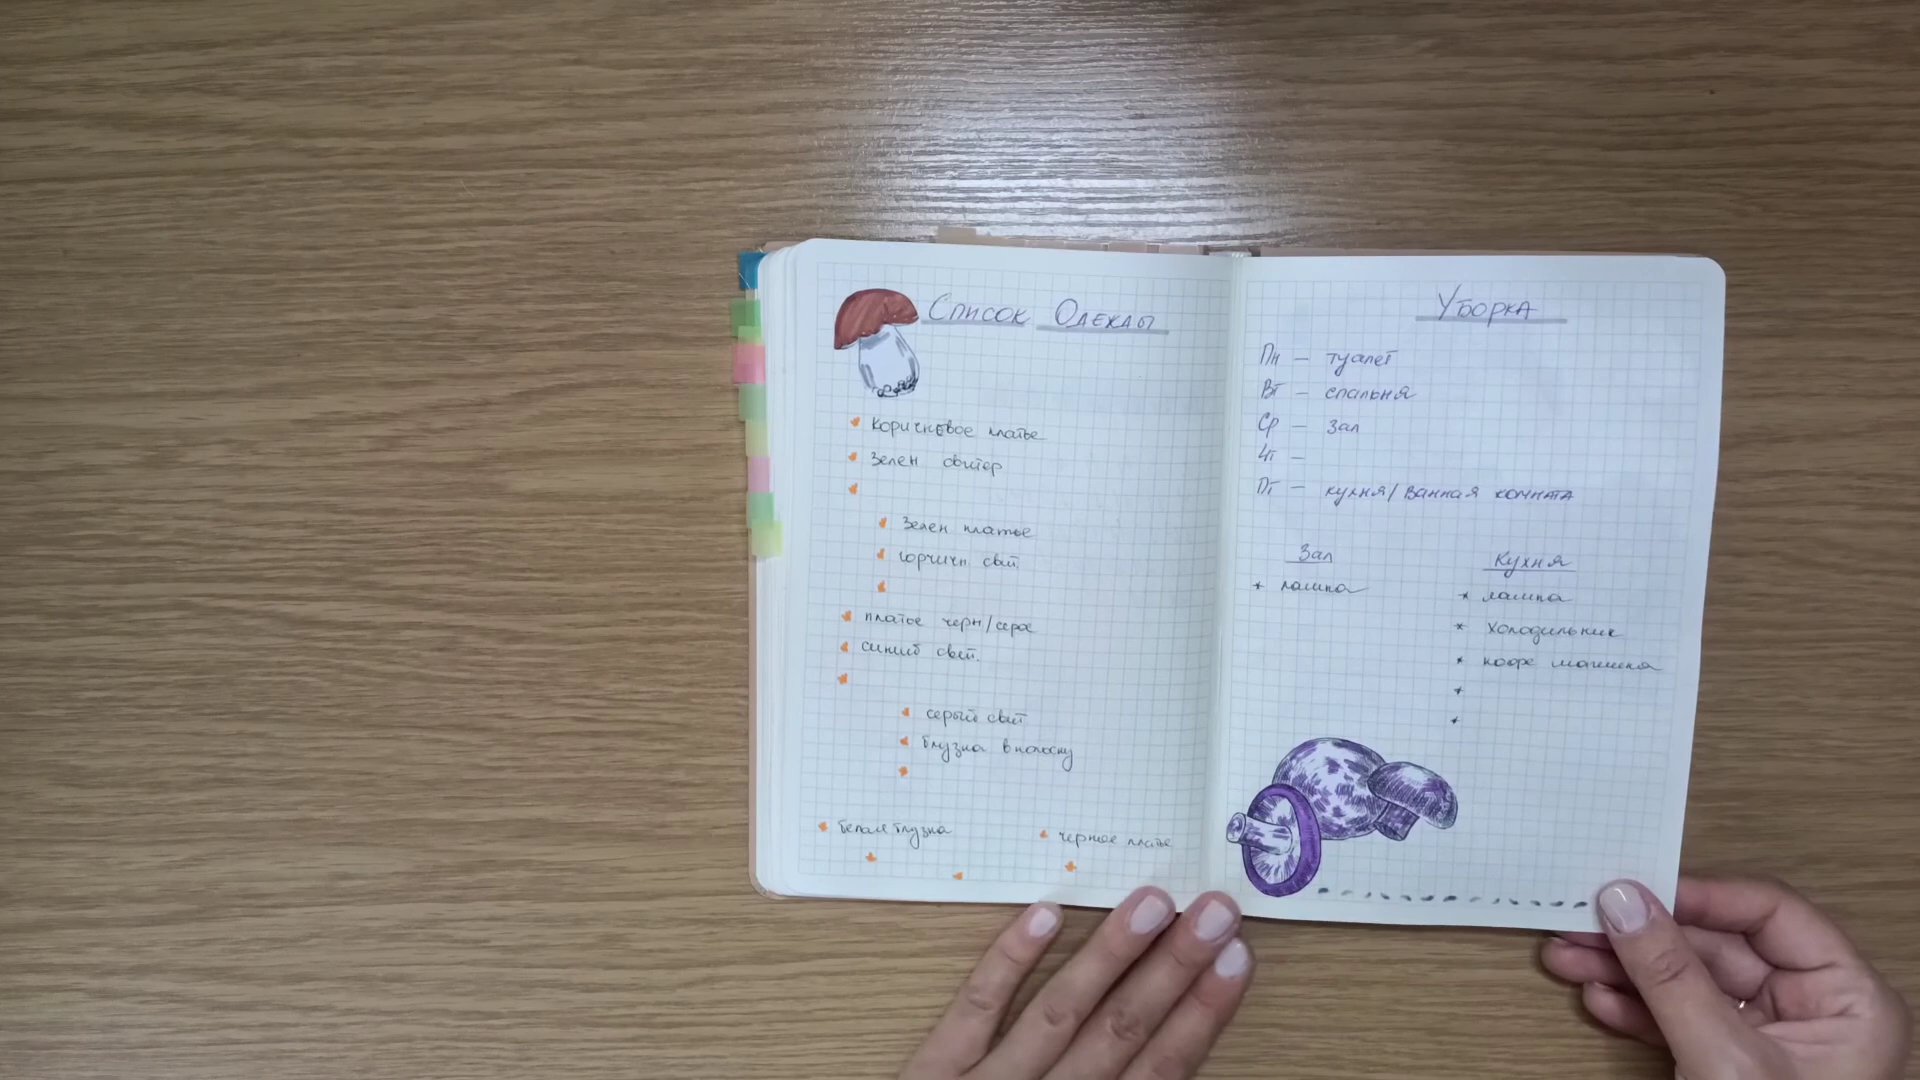 Список Одежды
коричневое платье
зелен свитер
зелен платье
горчичн свит
платье черн/серое
синий свит.
серый свит
блузка в полоску
белая блузка
черное платье
Уборка
Пн – туалет
Вт – спальня
Ср – зал
Чт –
Пт – кухня/ванная комната
Зал
* лампа
Кухня
* лампа
* холодильник
* кофе машина
*
*